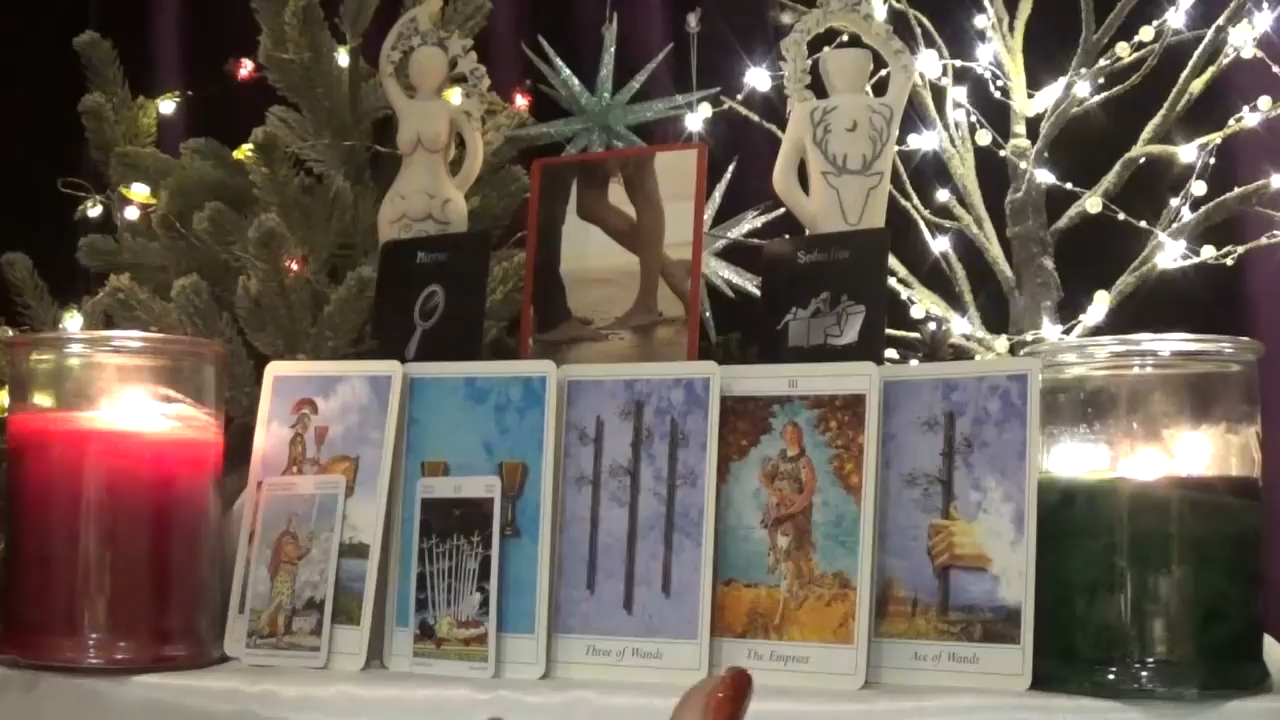 Mirror
Seduction
III
Three of Wands
The Empress
Ace of Wands